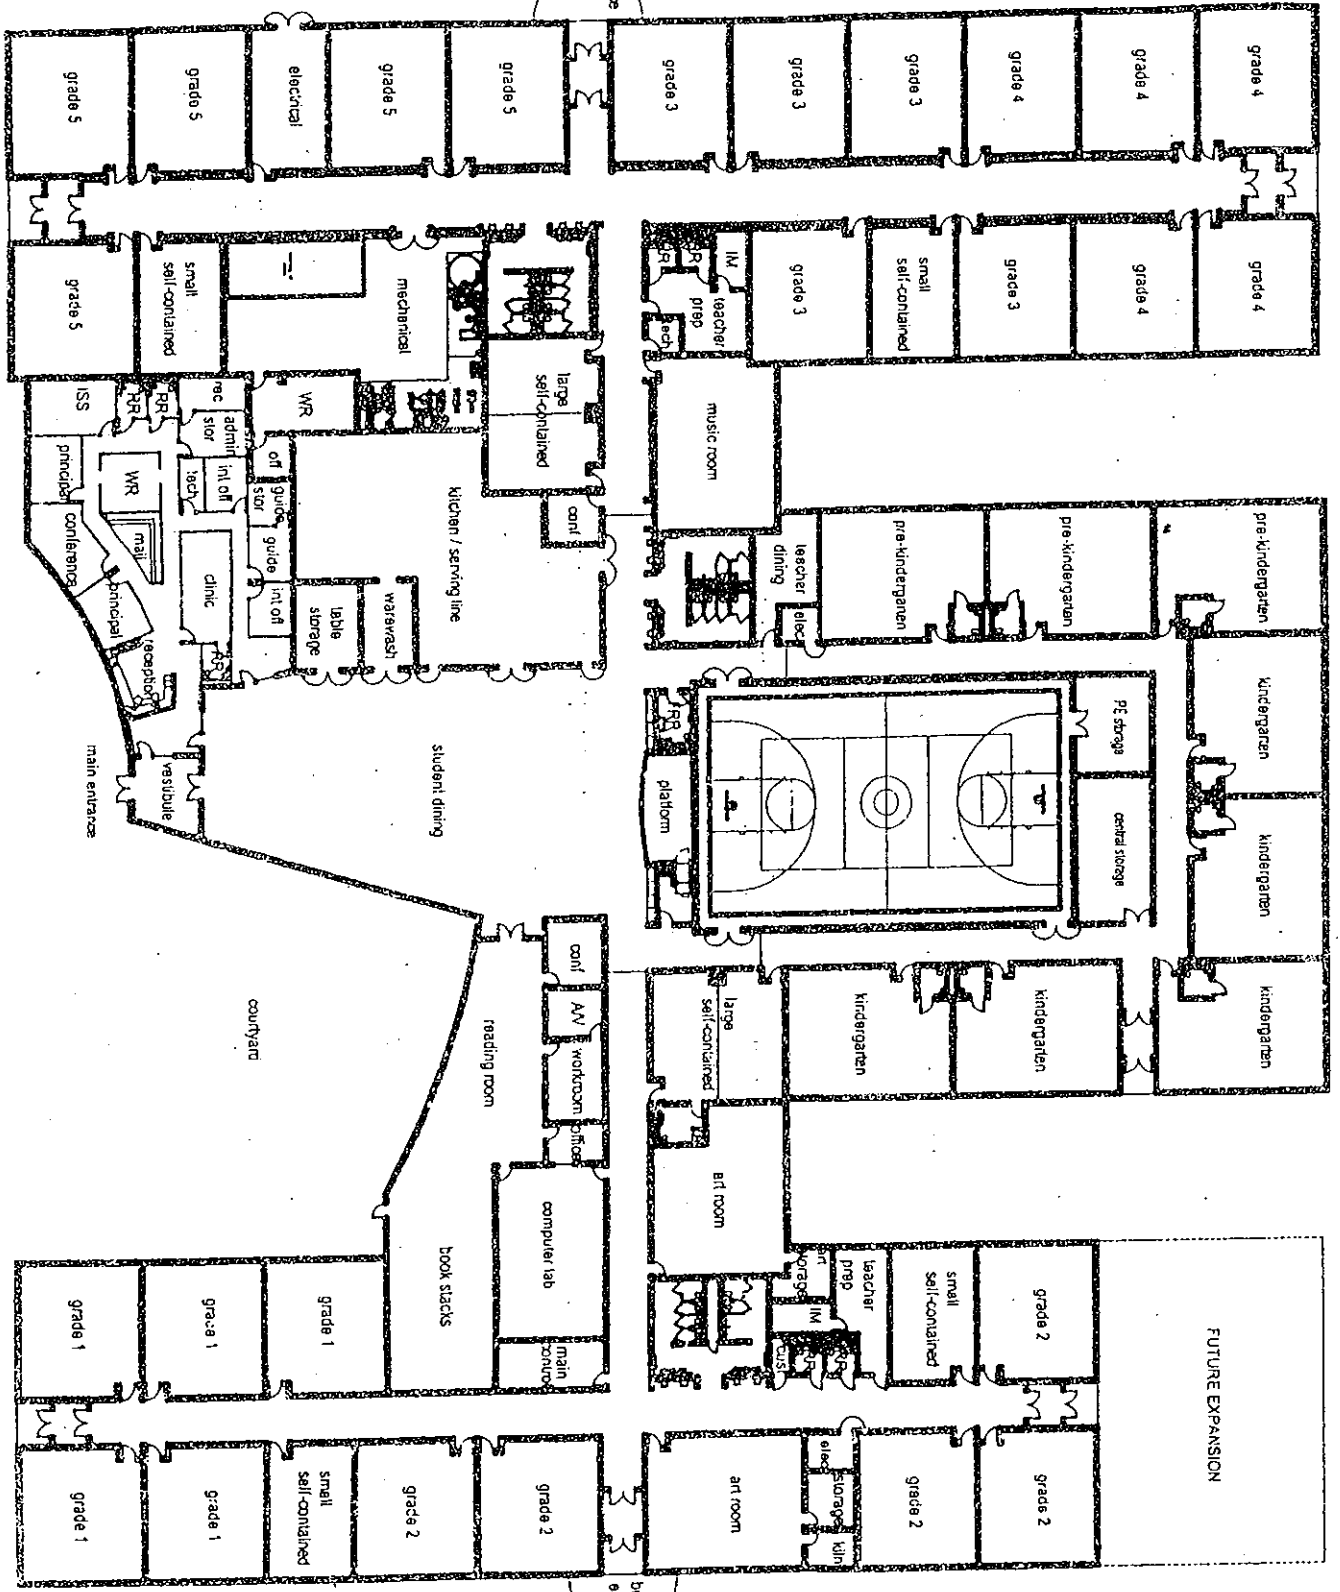 grade 5
grade 5
electrical
grade 5
grade 5
grade 3
grade 3
grade 3
grade 4
grade 4
grade 4
grade 5
small
self-contained
mechanical
large
self-contained
RR
RR
IM
teacher
prep
tech
grade 3
small
self-contained
grade 3
grade 4
grade 4
ISS
RR
RR
rec
admin
stor
WR
off
principal
WR
tech
int off
guide
stor
conference
mail
clinic
guide
int off
kitchen / serving line
conf
music room
teacher
dining
elec
pre-kindergarten
pre-kindergarten
pre-kindergarten
principal
reception
RR
table
storage
warewash
kindergarten
main entrance
vestibule
student dining
RR
platform
PE storage
central storage
kindergarten
courtyard
reading room
conf
A/V
workroom
office
large
self-contained
kindergarten
kindergarten
kindergarten
book stacks
computer lab
main
art room
art
storage
teacher
prep
IM
cust
RR
RR
small
self-contained
grade 2
FUTURE EXPANSION
grade 1
grade 1
grade 1
grade 1
grade 1
small
self-contained
grade 2
grade 2
art room
elec
storage
kiln
grade 2
grade 2